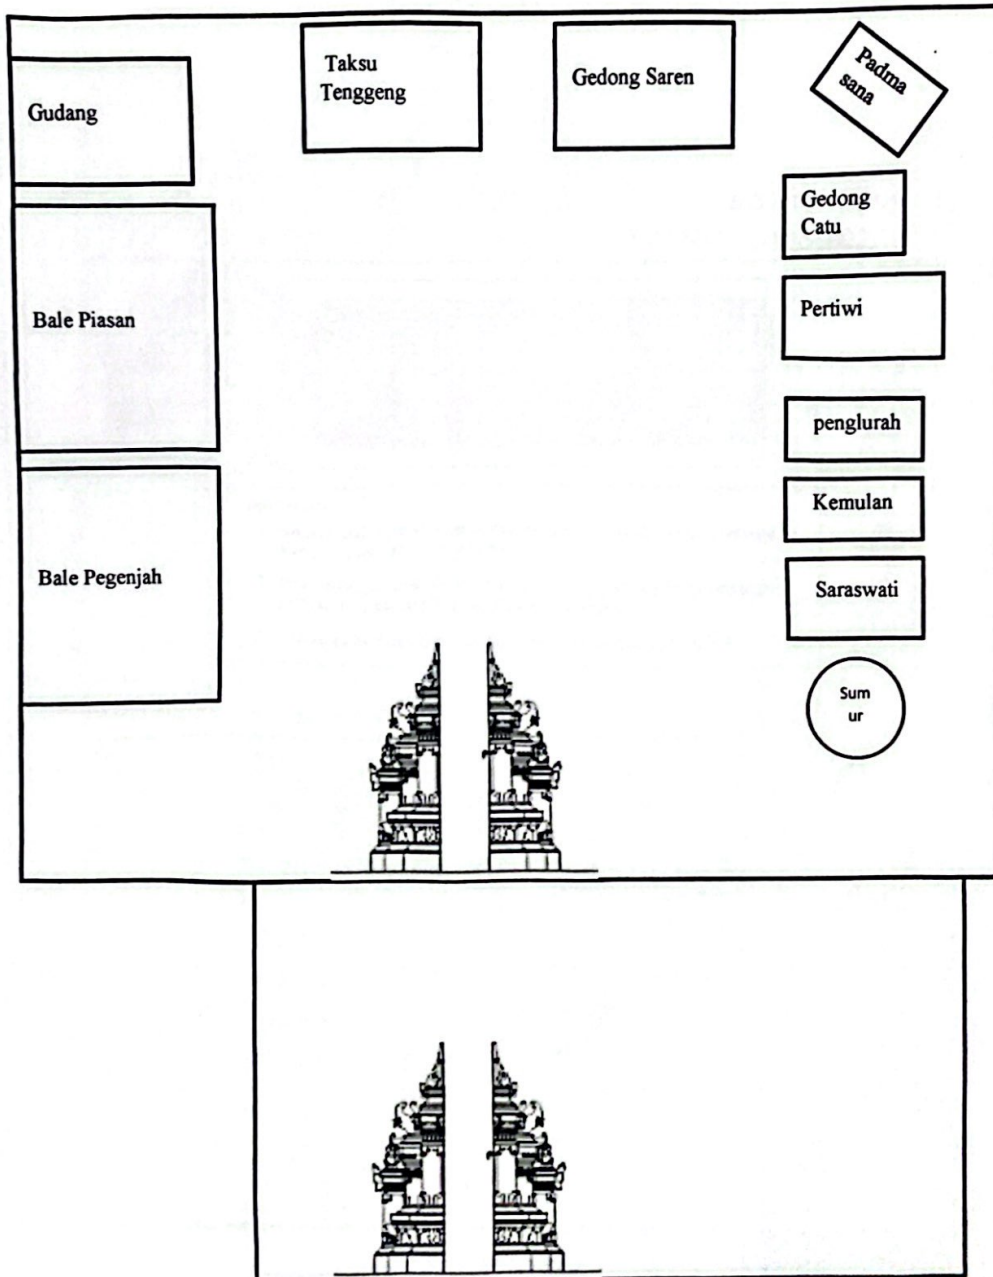 Taksu
Tenggeng
Gedong Saren
Padma
sana
Gudang
Gedong
Catu
Pertiwi
Bale Piasan
penglurah
Kemulan
Bale Pegenjah
Saraswati
Sum
ur